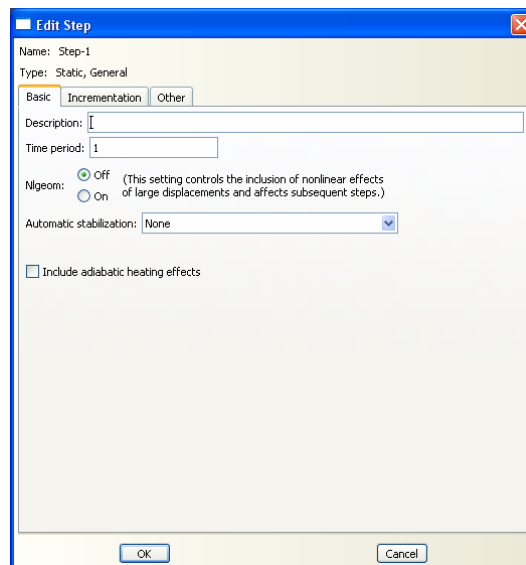 Edit Step
Name: Step-1
Type: Static, General
Basic Incrementation Other
Description:
Time period: 1
Nlgeom: Off (This setting controls the inclusion of nonlinear effects
On of large displacements and affects subsequent steps.)
Automatic stabilization: None
Include adiabatic heating effects
OK Cancel